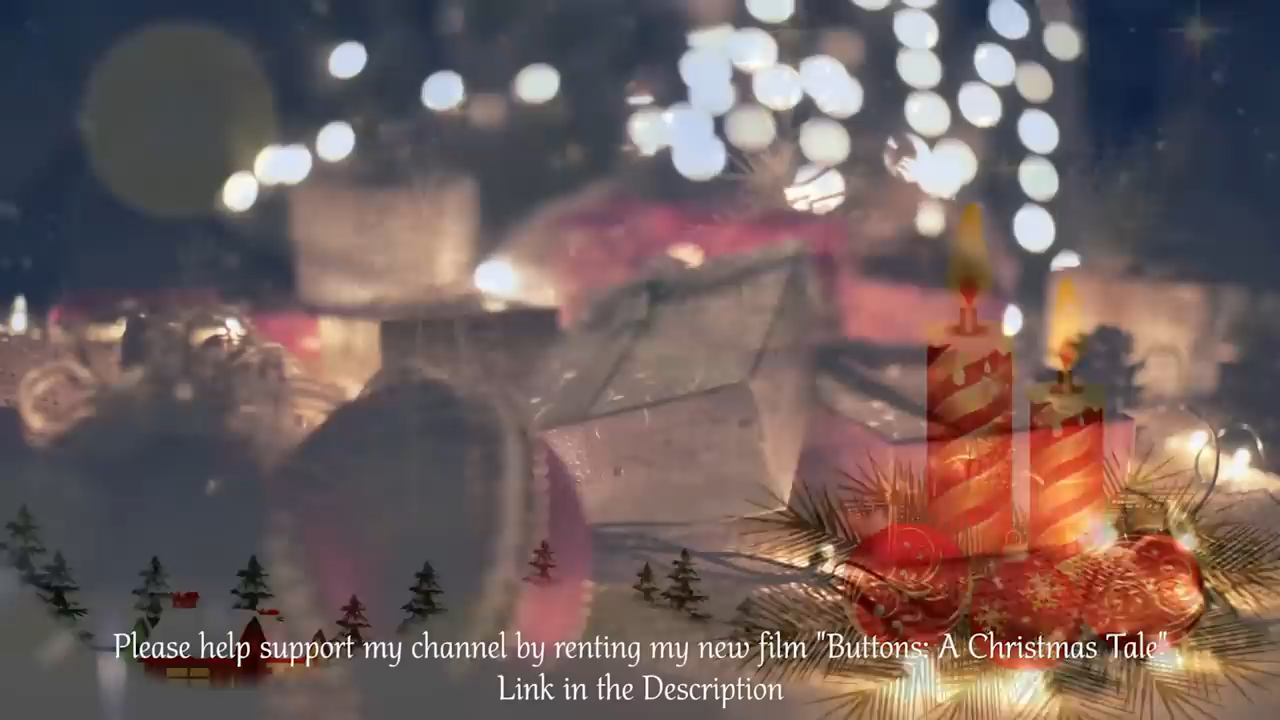 Please help support my channel by renting my new film "Buttons: A Christmas Tale"
Link in the Description